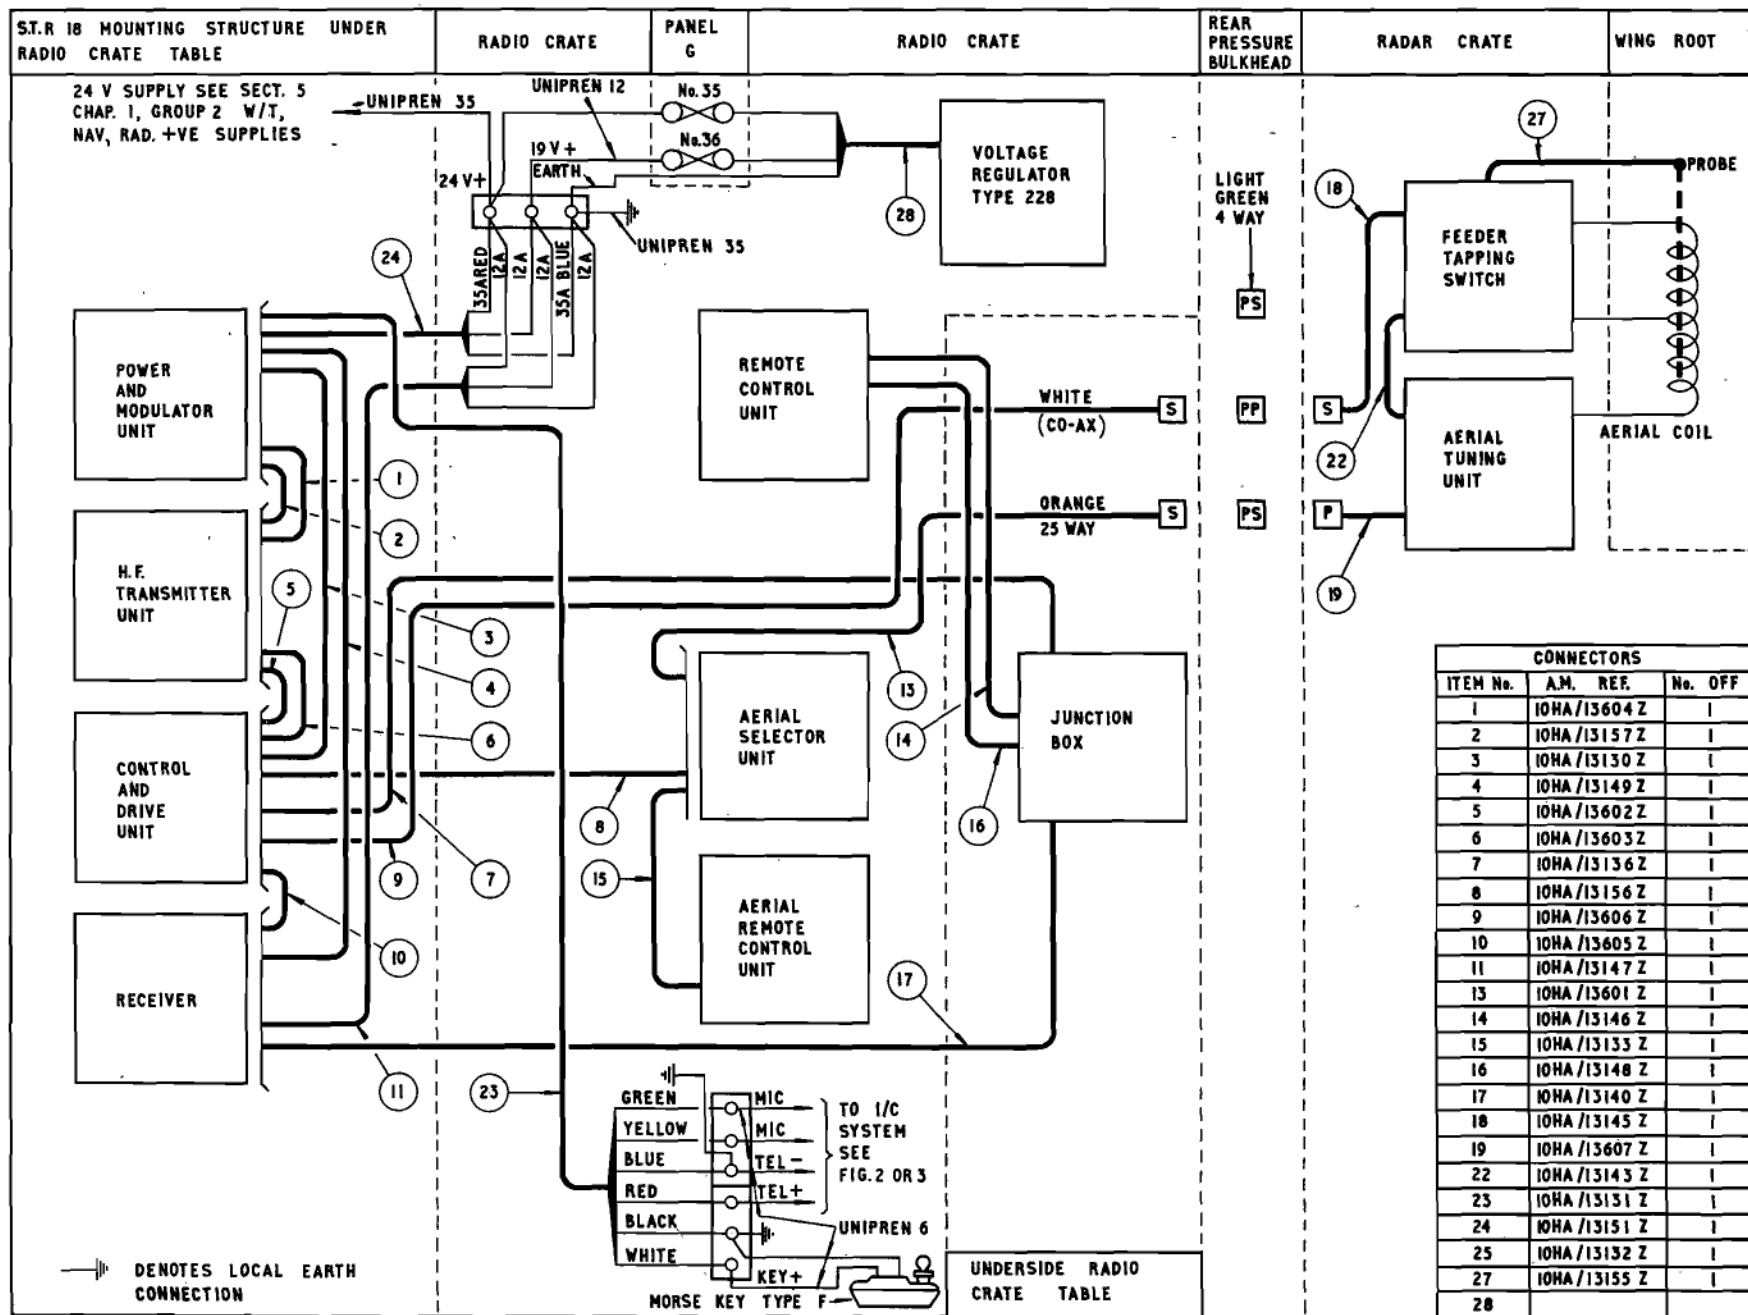 S.T.R 18 MOUNTING STRUCTURE UNDER
RADIO CRATE TABLE
RADIO CRATE
PANEL
G
RADIO CRATE
REAR
PRESSURE
BULKHEAD
RADAR CRATE
WING ROOT
24 V SUPPLY SEE SECT. 5
CHAP. 1, GROUP 2 W/T,
NAV, RAD. +VE SUPPLIES
UNIPREN 35
UNIPREN 12
No.35
No.36
19 V +
EARTH
24 V+
UNIPREN 35
35A RED
12A
12A
12A
35A BLUE
12A
28
VOLTAGE
REGULATOR
TYPE 228
LIGHT
GREEN
4 WAY
PS
27
PROBE
18
FEEDER
TAPPING
SWITCH
24
POWER
AND
MODULATOR
UNIT
REMOTE
CONTROL
UNIT
WHITE
(CO-AX)
S
PP
S
22
AERIAL
TUNING
UNIT
AERIAL COIL
1
2
ORANGE
25 WAY
S
PS
P
19
H.F.
TRANSMITTER
UNIT
5
3
4
6
13
14
AERIAL
SELECTOR
UNIT
JUNCTION
BOX
CONTROL
AND
DRIVE
UNIT
8
16
9
7
15
AERIAL
REMOTE
CONTROL
UNIT
10
17
RECEIVER
11
23
GREEN
YELLOW
BLUE
RED
BLACK
WHITE
MIC
MIC
TEL -
TEL+
KEY+
TO I/C
SYSTEM
SEE
FIG. 2 OR 3
UNIPREN 6
MORSE KEY TYPE F
DENOTES LOCAL EARTH
CONNECTION
UNDERSIDE RADIO
CRATE TABLE
CONNECTORS
ITEM No. A.M. REF. No. OFF
1 10HA/13604 Z 1
2 10HA/13157 Z 1
3 10HA/13130 Z 1
4 10HA/13149 Z 1
5 10HA/13602 Z 1
6 10HA/13603 Z 1
7 10HA/13136 Z 1
8 10HA/13156 Z 1
9 10HA/13606 Z 1
10 10HA/13605 Z 1
11 10HA/13147 Z 1
13 10HA/13601 Z 1
14 10HA/13146 Z 1
15 10HA/13133 Z 1
16 10HA/13148 Z 1
17 10HA/13140 Z 1
18 10HA/13145 Z 1
19 10HA/13607 Z 1
22 10HA/13143 Z 1
23 10HA/13131 Z 1
24 10HA/13151 Z 1
25 10HA/13132 Z 1
27 10HA/13155 Z 1
28